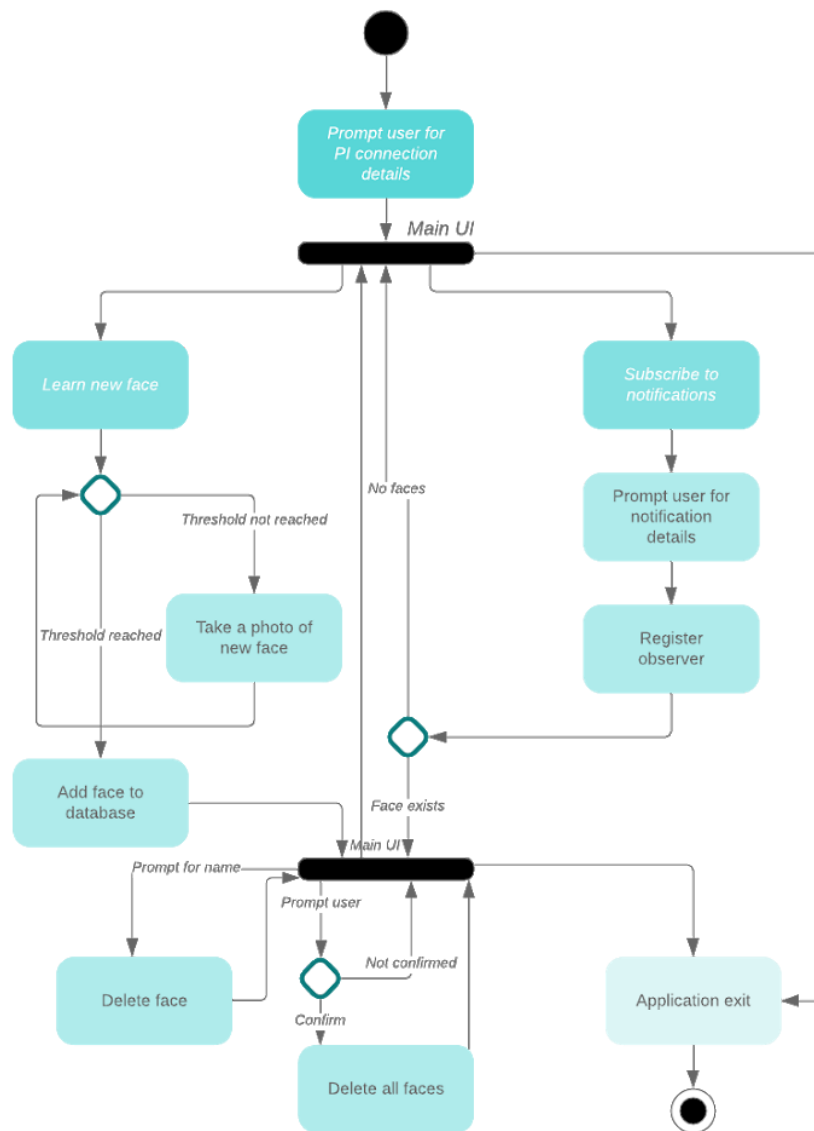 Prompt user for
PI connection
details
Main UI
Learn new face
Subscribe to
notifications
No faces
Prompt user for
notification
details
Threshold not reached
Threshold reached
Take a photo of
new face
Register
observer
Add face to
database
Face exists
Main UI
Prompt for name
Prompt user
Not confirmed
Delete face
Application exit
Confirm
Delete all faces